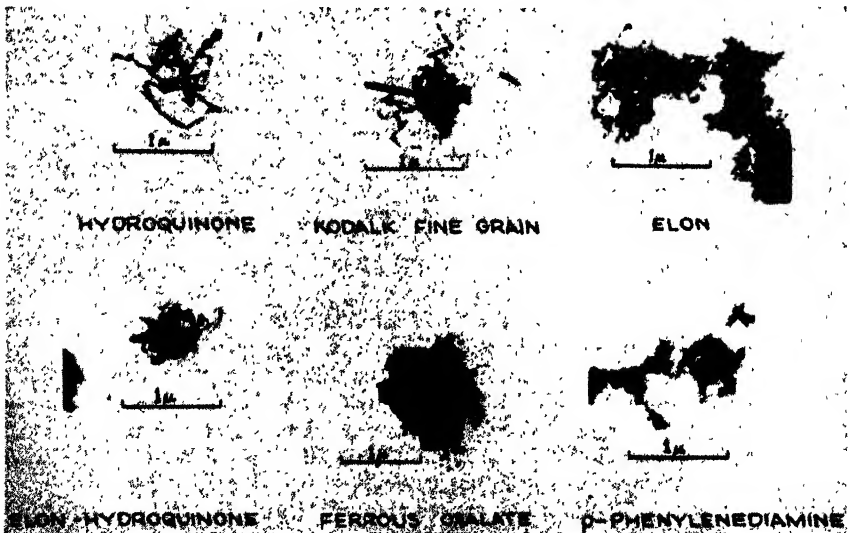 1μ 1μ 1μ
HYDROQUINONE KODALK FINE GRAIN ELON
1μ 1μ 1μ
ELON-HYDROQUINONE FERROUS OXALATE p-PHENYLENEDIAMINE